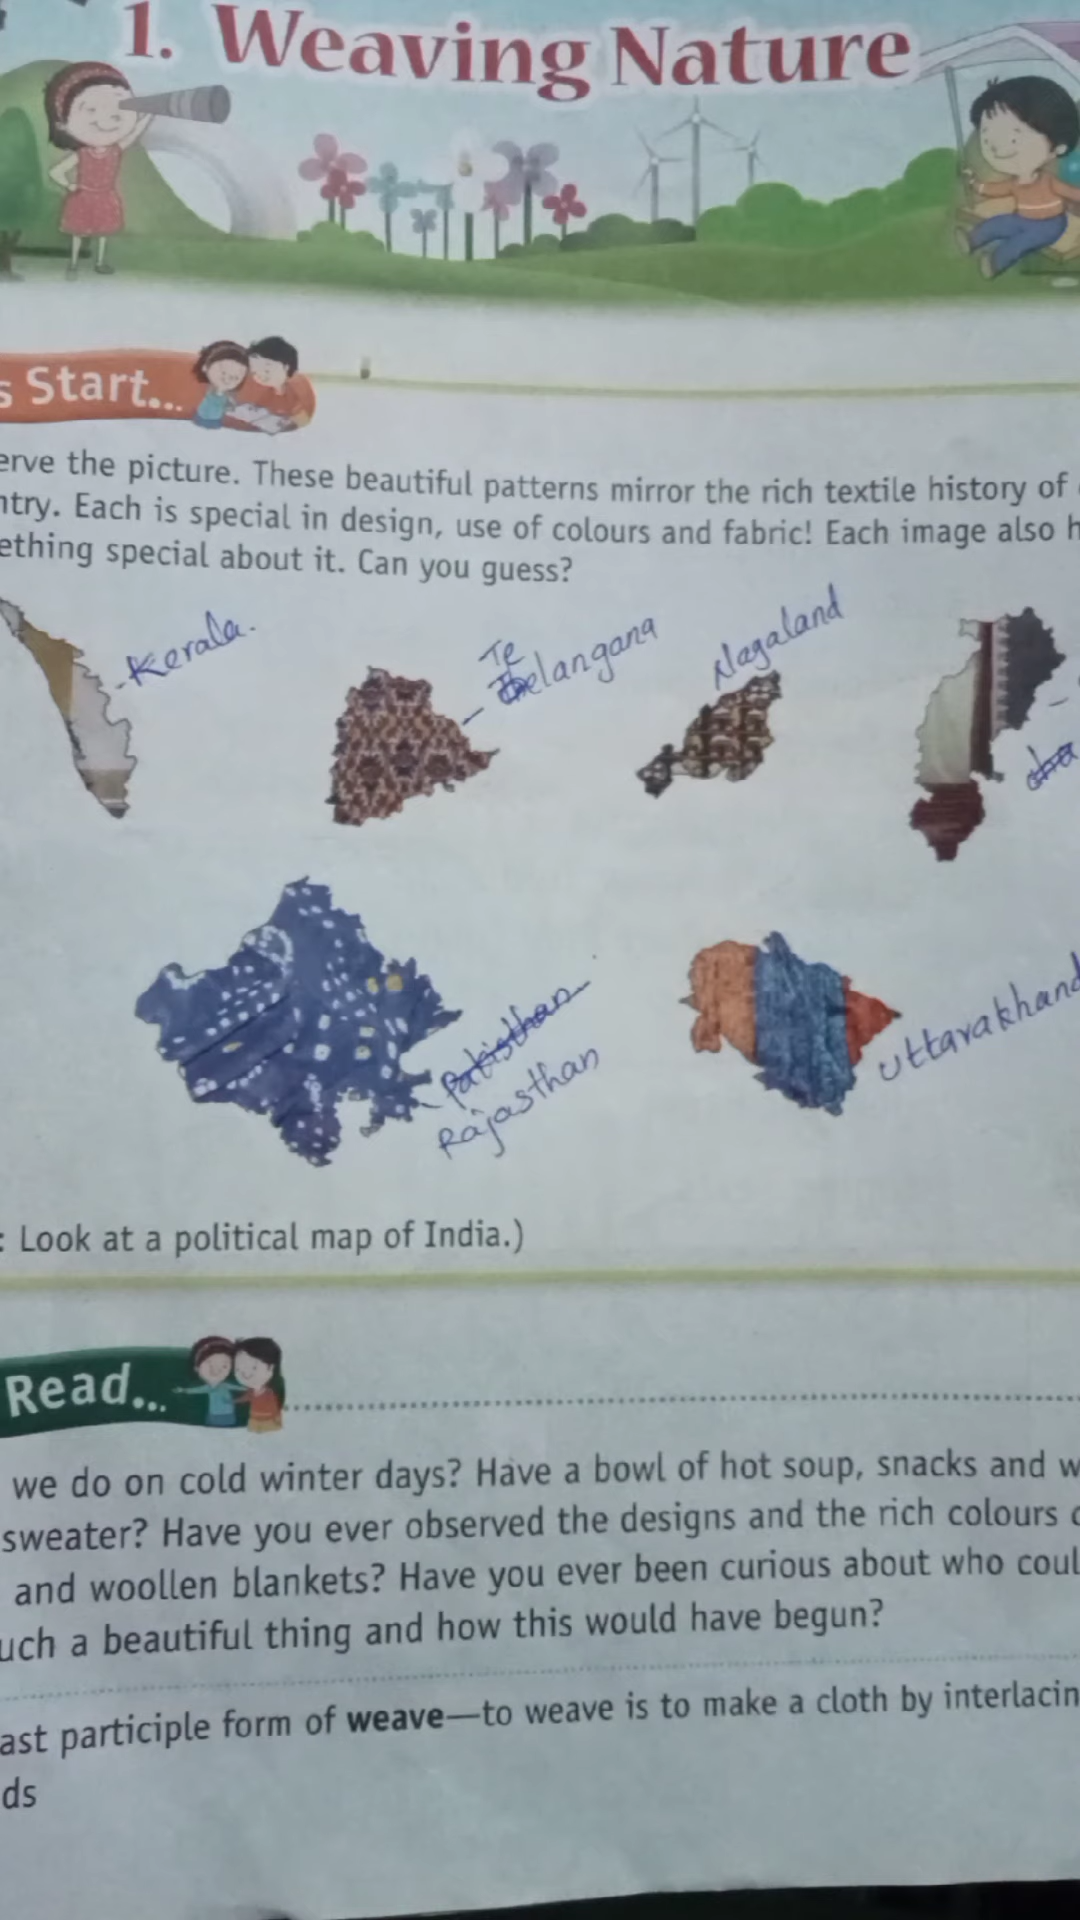 1. Weaving Nature
s Start...
erve the picture. These beautiful patterns mirror the rich textile history of
ntry. Each is special in design, use of colours and fabric! Each image also h
ething special about it. Can you guess?
- Kerala.
- Telangana
Nagaland
- Pakisthan
Rajasthan
Uttarakhand
: Look at a political map of India.)
Read...
we do on cold winter days? Have a bowl of hot soup, snacks and w
sweater? Have you ever observed the designs and the rich colours o
and woollen blankets? Have you ever been curious about who coul
uch a beautiful thing and how this would have begun?
ast participle form of weave—to weave is to make a cloth by interlacin
ds